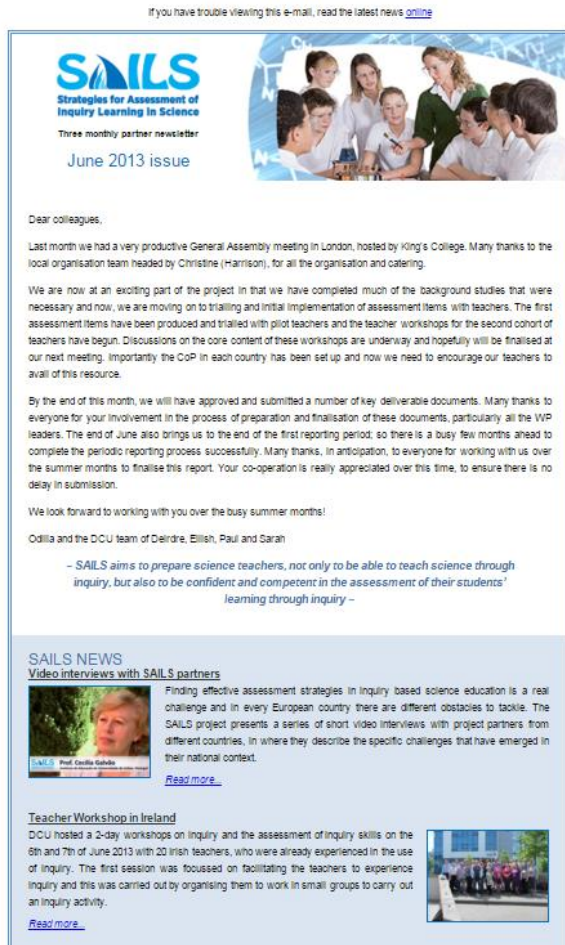 If you have trouble viewing this e-mail, read the latest news online
SAILS
Strategies for Assessment of
Inquiry Learning in Science
Three monthly partner newsletter
June 2013 issue
Dear colleagues,
Last month we had a very productive General Assembly meeting in London, hosted by King's College. Many thanks to the
local organisation team headed by Christine (Harrison), for all the organisation and catering.
We are now at an exciting part of the project in that we have completed much of the background studies that were
necessary and now, we are moving on to trialling and initial implementation of assessment items with teachers. The first
assessment items have been produced and trialled with pilot teachers and the teacher workshops for the second cohort of
teachers have begun. Discussions on the core content of these workshops are underway and hopefully will be finalised at
our next meeting. Importantly the CoP in each country has been set up and now we need to encourage our teachers to
avail of this resource.
By the end of this month, we will have approved and submitted a number of key deliverable documents. Many thanks to
everyone for your involvement in the process of preparation and finalisation of these documents, particularly all the WP
leaders. The end of June also brings us to the end of the first reporting period; so there is a busy few months ahead to
complete the periodic reporting process successfully. Many thanks, in anticipation, to everyone for working with us over
the summer months to finalise this report. Your co-operation is really appreciated over this time, to ensure there is no
delay in submission.
We look forward to working with you over the busy summer months!
Odilla and the DCU team of Deirdre, Eilish, Paul and Sarah
– SAILS aims to prepare science teachers, not only to be able to teach science through
inquiry, but also to be confident and competent in the assessment of their students'
learning through inquiry –
SAILS NEWS
Video interviews with SAILS partners
Finding effective assessment strategies in inquiry based science education is a real
challenge and in every European country there are different obstacles to tackle. The
SAILS project presents a series of short video interviews with project partners from
different countries, in where they describe the specific challenges that have emerged in
their national context.
Read more...
SAILS
Prof. Cecília Galvão
Teacher Workshop in Ireland
DCU hosted a 2-day workshops on inquiry and the assessment of inquiry skills on the
6th and 7th of June 2013 with 20 Irish teachers, who were already experienced in the use
of inquiry. The first session was focussed on facilitating the teachers to experience
inquiry and this was carried out by organising them to work in small groups to carry out
an inquiry activity.
Read more...